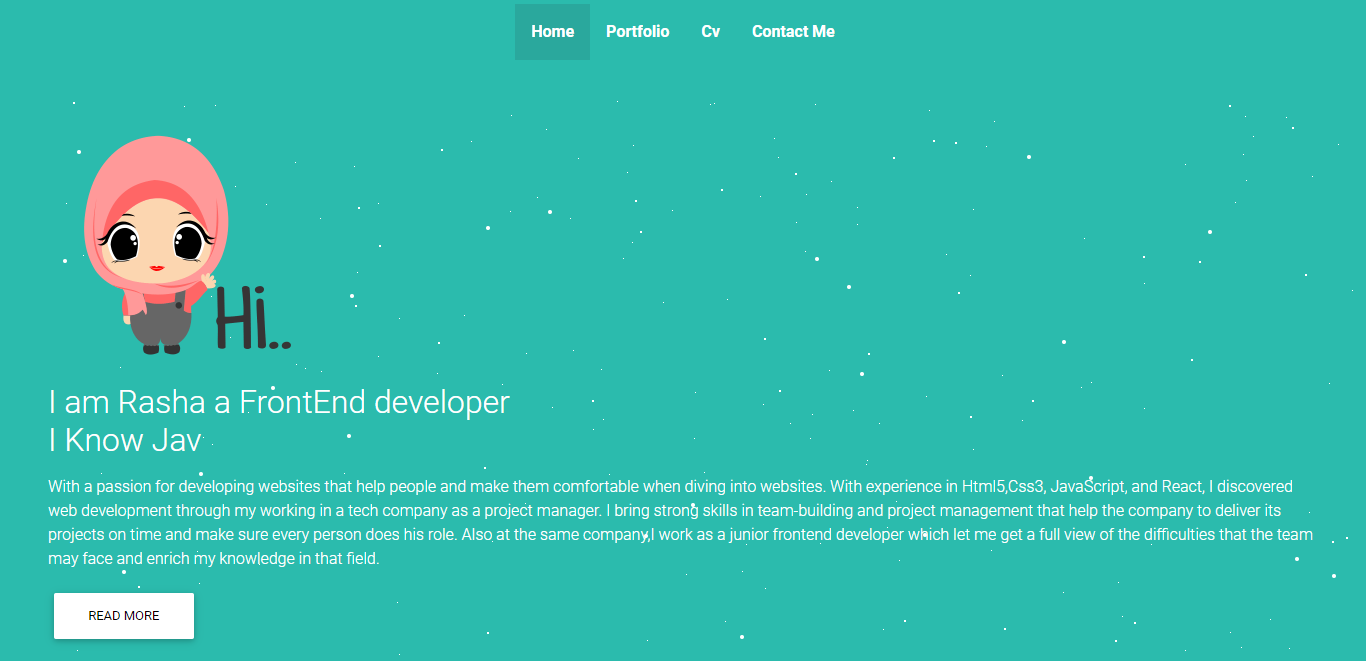 Home Portfolio Cv Contact Me
Hi..
I am Rasha a FrontEnd developer
I Know Jav
With a passion for developing websites that help people and make them comfortable when diving into websites. With experience in Html5,Css3, JavaScript, and React, I discovered
web development through my working in a tech company as a project manager. I bring strong skills in team-building and project management that help the company to deliver its
projects on time and make sure every person does his role. Also at the same company,I work as a junior frontend developer which let me get a full view of the difficulties that the team
may face and enrich my knowledge in that field.
READ MORE